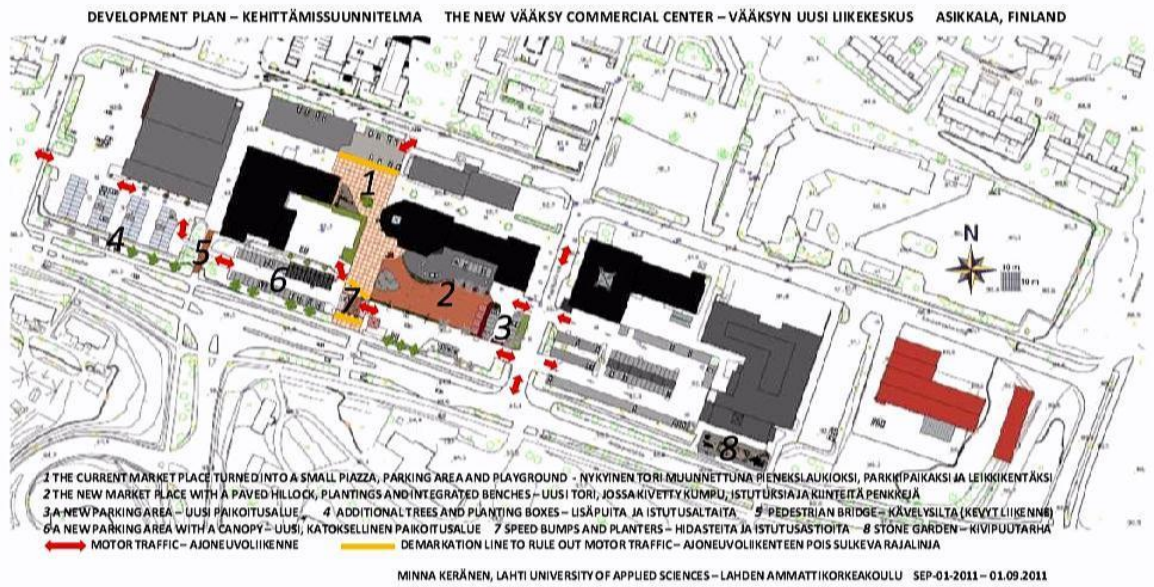 DEVELOPMENT PLAN – KEHITTÄMISSUUNNITELMA THE NEW VÄÄKSY COMMERCIAL CENTER – VÄÄKSYN UUSI LIIKEKESKUS ASIKKALA, FINLAND
1
2
3
4
5
6
7
8
N
10 m
10 m
1 THE CURRENT MARKET PLACE TURNED INTO A SMALL PIAZZA, PARKING AREA AND PLAYGROUND - NYKYINEN TORI MUUNNETTUNA PIENEKSI AUKIOKSI, PARKKIPAIKAKSI JA LEIKKIKENTÄKSI
2 THE NEW MARKET PLACE WITH A PAVED HILLOCK, PLANTINGS AND INTEGRATED BENCHES – UUSI TORI, JOSSA KIVETTY KUMPU, ISTUTUKSIA JA KIINTEITÄ PENKKEJÄ
3 A NEW PARKING AREA – UUSI PAIKOITUSALUE 4 ADDITIONAL TREES AND PLANTING BOXES – LISÄPUITA JA ISTUTUSALTAITA 5 PEDESTRIAN BRIDGE – KÄVELYSILTA (KEVYT LIIKENNE)
6 A NEW PARKING AREA WITH A CANOPY – UUSI, KATOKSELLINEN PAIKOITUSALUE 7 SPEED BUMPS AND PLANTERS – HIDASTEITA JA ISTUTUSASTIOITA 8 STONE GARDEN – KIVIPUUTARHA
MOTOR TRAFFIC – AJONEUVOLIIKENNE DEMARKATION LINE TO RULE OUT MOTOR TRAFFIC – AJONEUVOLIIKENTEEN POIS SULKEVA RAJALINJA
MINNA KERÄNEN, LAHTI UNIVERSITY OF APPLIED SCIENCES – LAHDEN AMMATTIKORKEAKOULU SEP-01-2011 – 01.09.2011